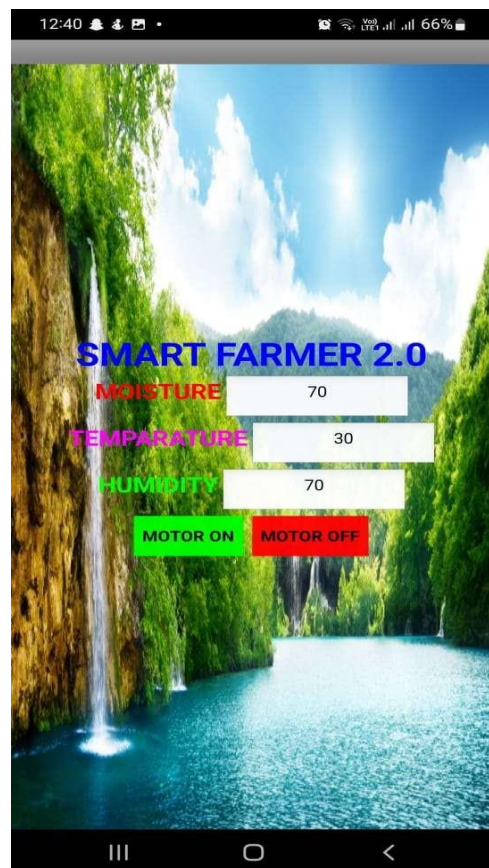 12:40 66%
SMART FARMER 2.0
MOISTURE 70
TEMPARATURE 30
HUMIDITY 70
MOTOR ON MOTOR OFF